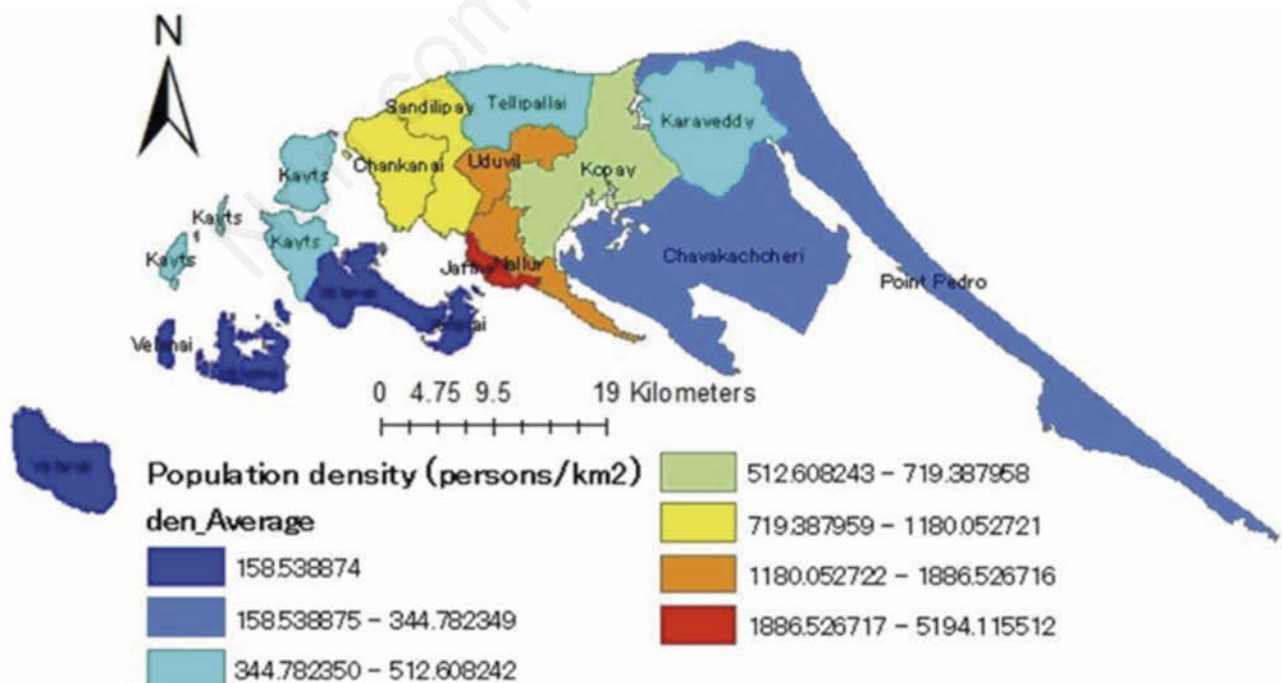 N
Sandilipay
Tellipallai
Karaveddy
Chankanai
Uduvil
Kopay
Kayts
Kayts
Kayts
Kayts
Nallur
Chavakachcheri
Point Pedro
Velanai
0 4.75 9.5 19 Kilometers
Population density (persons/km2)
den_Average
158.538874
158.538875 - 344.782349
344.782350 - 512.608242
512.608243 - 719.387958
719.387959 - 1180.052721
1180.052722 - 1886.526716
1886.526717 - 5194.115512